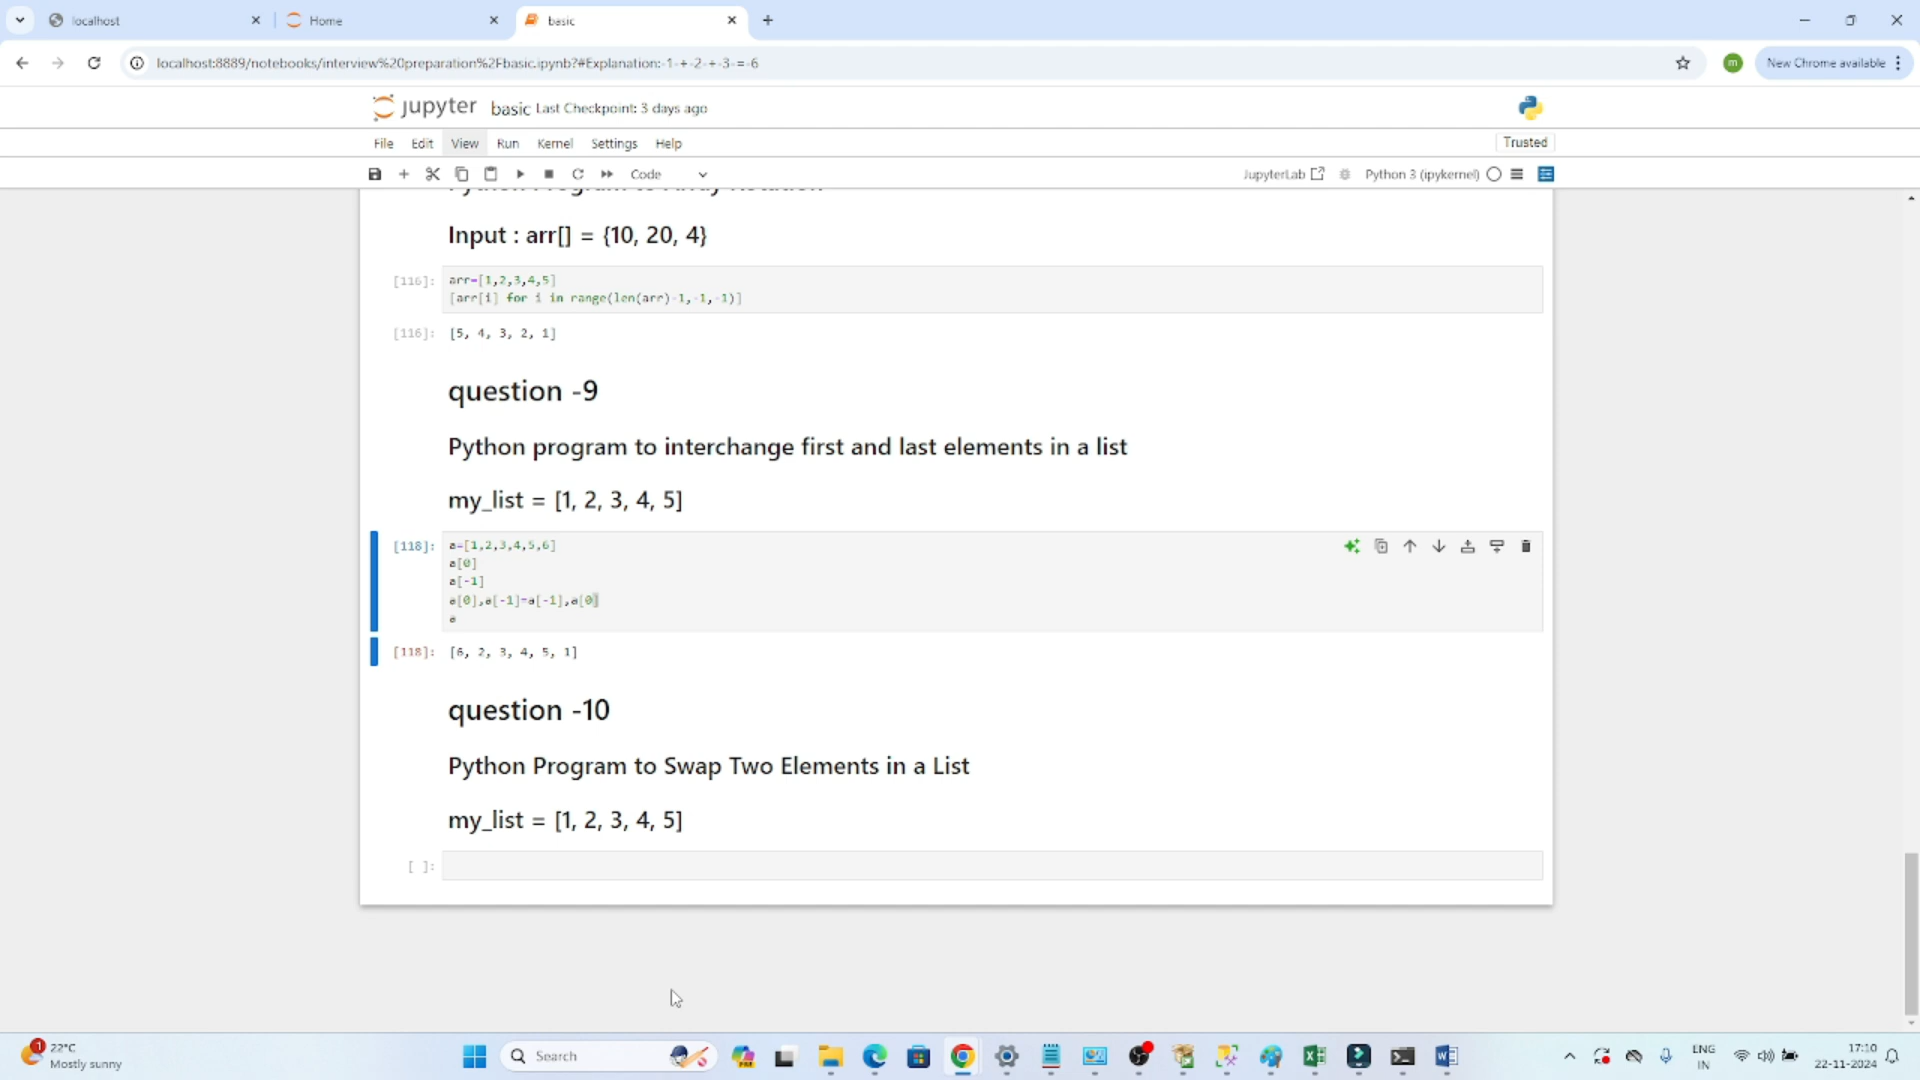 localhost
Home
basic
localhost:8889/notebooks/interview%20preparation%2Fbasic.ipynb?#Explanation:-1-+-2-+-3-=-6
m
New Chrome available
jupyter basic Last Checkpoint: 3 days ago
File Edit View Run Kernel Settings Help
Trusted
Code
JupyterLab
Python 3 (ipykernel)
Python Program to Array Rotation
Input : arr[] = {10, 20, 4}
[116]: arr=[1,2,3,4,5]
[arr[i] for i in range(len(arr)-1,-1,-1)]
[116]: [5, 4, 3, 2, 1]
question -9
Python program to interchange first and last elements in a list
my_list = [1, 2, 3, 4, 5]
[118]: a=[1,2,3,4,5,6]
a[0]
a[-1]
a[0],a[-1]=a[-1],a[0]
a
[118]: [6, 2, 3, 4, 5, 1]
question -10
Python Program to Swap Two Elements in a List
my_list = [1, 2, 3, 4, 5]
[ ]:
1
22°C
Mostly sunny
Search
ENG
IN
17:10
22-11-2024